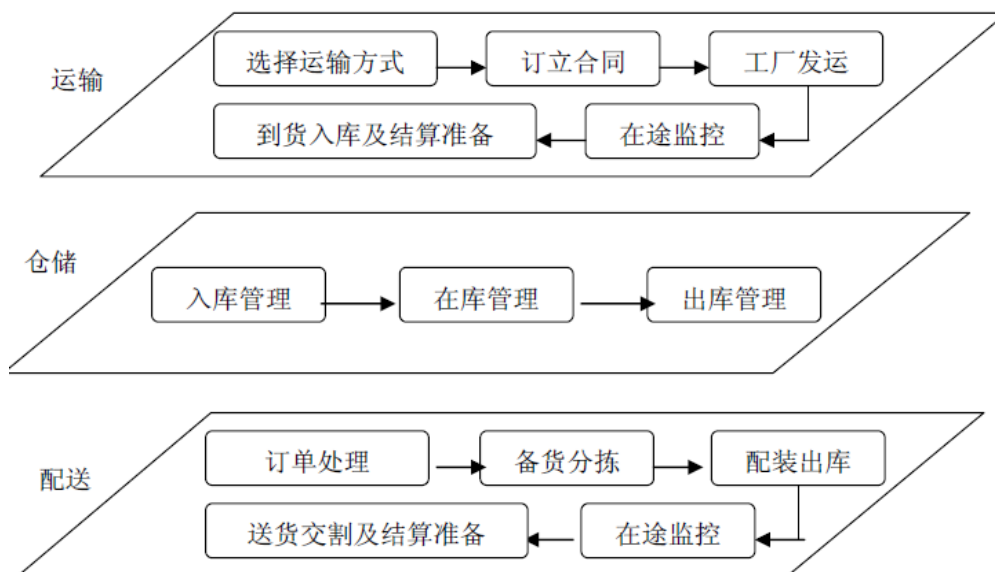 运输
选择运输方式
订立合同
工厂发运
到货入库及结算准备
在途监控
仓储
入库管理
在库管理
出库管理
配送
订单处理
备货分拣
配装出库
送货交割及结算准备
在途监控